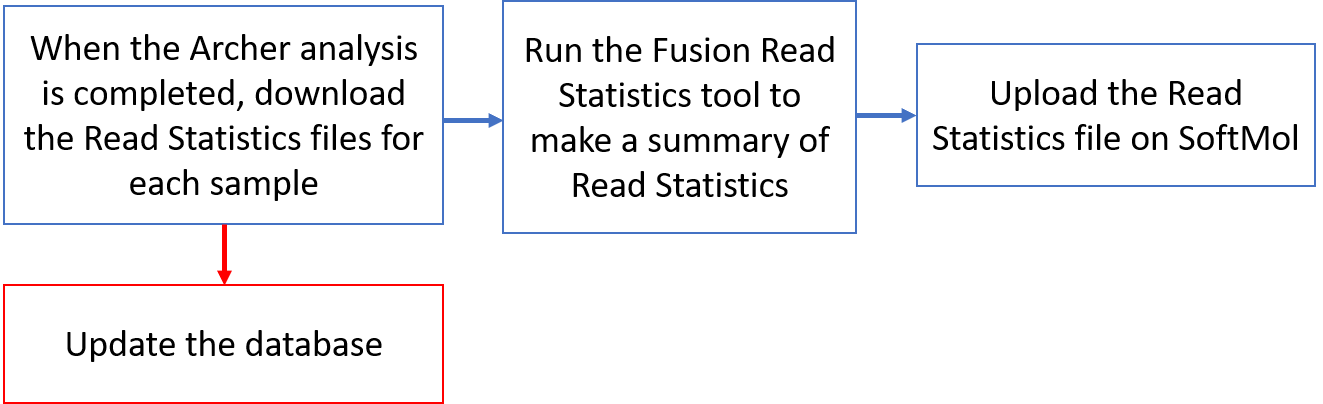 When the Archer analysis
is completed, download
the Read Statistics files for
each sample
Run the Fusion Read
Statistics tool to
make a summary of
Read Statistics
Upload the Read
Statistics file on SoftMol
Update the database